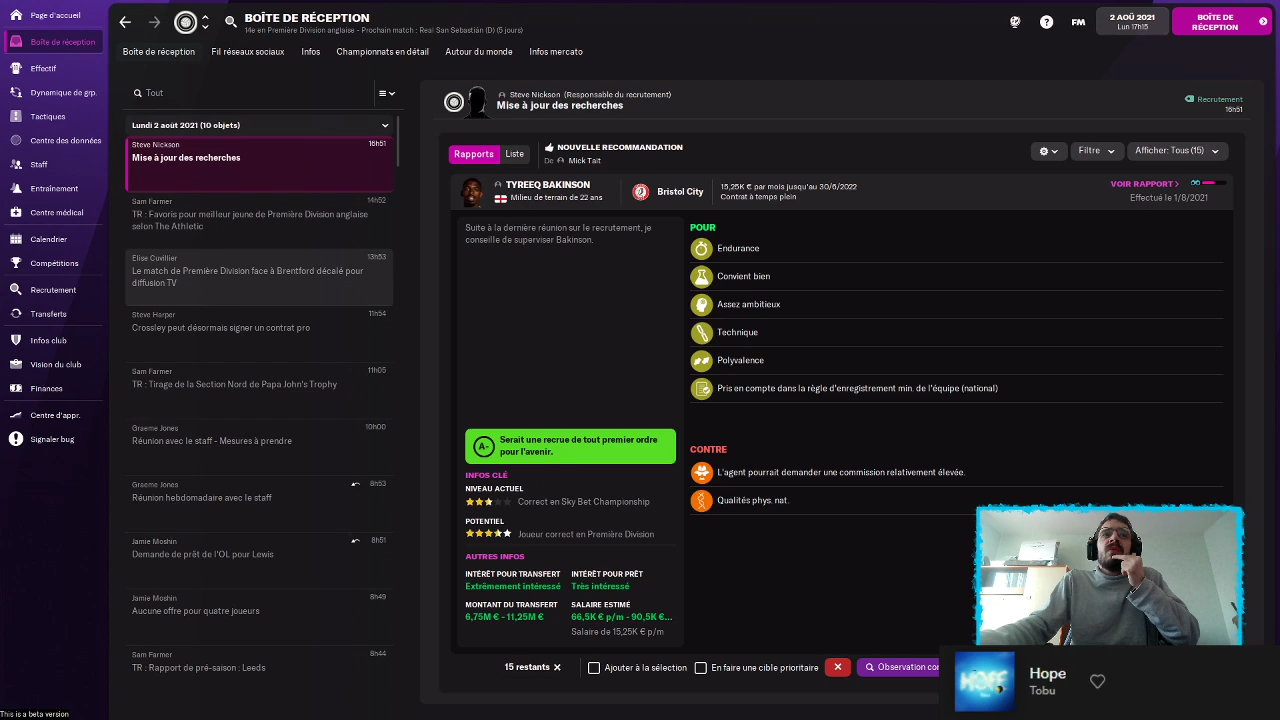 Page d'accueil
Boîte de réception
Effectif
Dynamique de grp.
Tactiques
Centre des données
Staff
Entraînement
Centre médical
Calendrier
Compétitions
Recrutement
Transferts
Infos club
Vision du club
Finances
Centre d'appr.
Signaler bug
This is a beta version
BOÎTE DE RÉCEPTION
14e en Première Division anglaise - Prochain match : Real San Sebastián (D) (5 jours)
FM
2 AOÛ 2021
Lun 17h15
BOÎTE DE RÉCEPTION
Boîte de réception
Fil réseaux sociaux
Infos
Championnats en détail
Autour du monde
Infos mercato
Tout
Lundi 2 août 2021 (10 objets)
Steve Nickson 16h51
Mise à jour des recherches
Sam Farmer 14h52
TR : Favoris pour meilleur jeune de Première Division anglaise
selon The Athletic
Elise Cuvillier 13h53
Le match de Première Division face à Brentford décalé pour
diffusion TV
Steve Harper 11h54
Crossley peut désormais signer un contrat pro
Sam Farmer 11h05
TR : Tirage de la Section Nord de Papa John's Trophy
Graeme Jones 10h00
Réunion avec le staff - Mesures à prendre
Graeme Jones 8h53
Réunion hebdomadaire avec le staff
Jamie Moshin 8h51
Demande de prêt de l'OL pour Lewis
Jamie Moshin 8h49
Aucune offre pour quatre joueurs
Sam Farmer 8h44
TR : Rapport de pré-saison : Leeds
Steve Nickson (Responsable du recrutement)
Mise à jour des recherches
Recrutement
16h51
Rapports
Liste
NOUVELLE RECOMMANDATION
De Mick Tait
Filtre
Afficher: Tous (15)
TYREEQ BAKINSON
Milieu de terrain de 22 ans
Bristol City
15,25K € par mois jusqu'au 30/6/2022
Contrat à temps plein
VOIR RAPPORT >
Effectué le 1/8/2021
Suite à la dernière réunion sur le recrutement, je
conseille de superviser Bakinson.
A-
Serait une recrue de tout premier ordre
pour l'avenir.
INFOS CLÉ
NIVEAU ACTUEL
Correct en Sky Bet Championship
POTENTIEL
Joueur correct en Première Division
AUTRES INFOS
INTÉRÊT POUR TRANSFERT INTÉRÊT POUR PRÊT
Extrêmement intéressé Très intéressé
MONTANT DU TRANSFERT SALAIRE ESTIMÉ
6,75M € - 11,25M € 66,5K € p/m - 90,5K €...
Salaire de 15,25K € p/m
POUR
Endurance
Convient bien
Assez ambitieux
Technique
Polyvalence
Pris en compte dans la règle d'enregistrement min. de l'équipe (national)
CONTRE
L'agent pourrait demander une commission relativement élevée.
Qualités phys. nat.
15 restants
Ajouter à la sélection
En faire une cible prioritaire
Observation con
Hope
Tobu